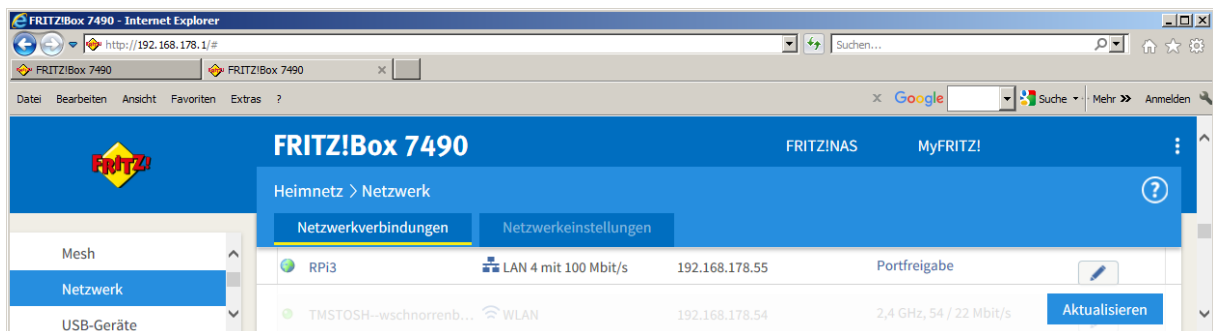 FRITZ!Box 7490 - Internet Explorer
http://192.168.178.1/#
Suchen...
FRITZ!Box 7490
FRITZ!Box 7490
Datei Bearbeiten Ansicht Favoriten Extras ?
x Google Suche Mehr >> Anmelden
FRITZ!
FRITZ!Box 7490 FRITZ!NAS MyFRITZ!
Heimnetz > Netzwerk
Netzwerkverbindungen Netzwerkeinstellungen
Mesh
Netzwerk
USB-Geräte
RPi3 LAN 4 mit 100 Mbit/s 192.168.178.55 Portfreigabe
TMSTOSH--wschnorrenb... WLAN 192.168.178.54 2,4 GHz, 54 / 22 Mbit/s
Aktualisieren